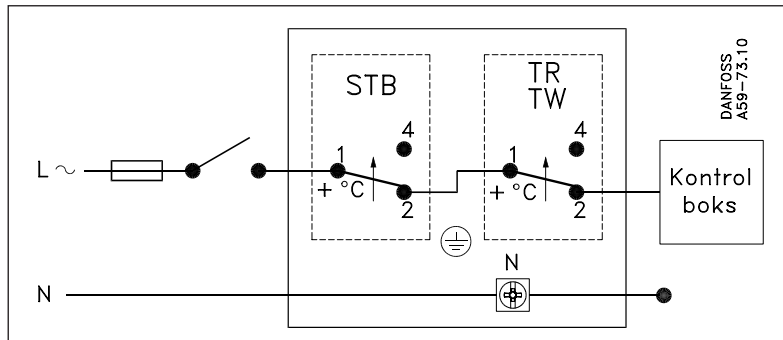 DANFOSS
A59-73.10
STB
TR
TW
4
4
1
1
L ~
+ °C
2
+ °C
2
Kontrol
boks
N
N